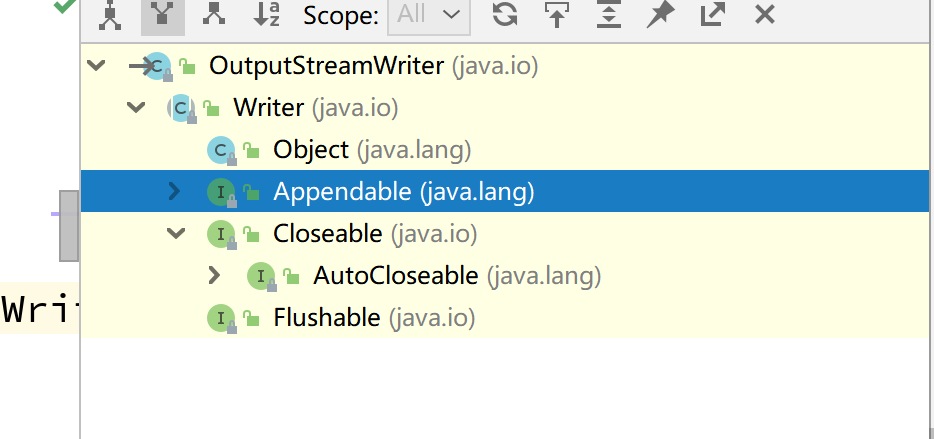 Scope: All
OutputStreamWriter (java.io)
Writer (java.io)
Object (java.lang)
Appendable (java.lang)
Closeable (java.io)
AutoCloseable (java.lang)
Flushable (java.io)